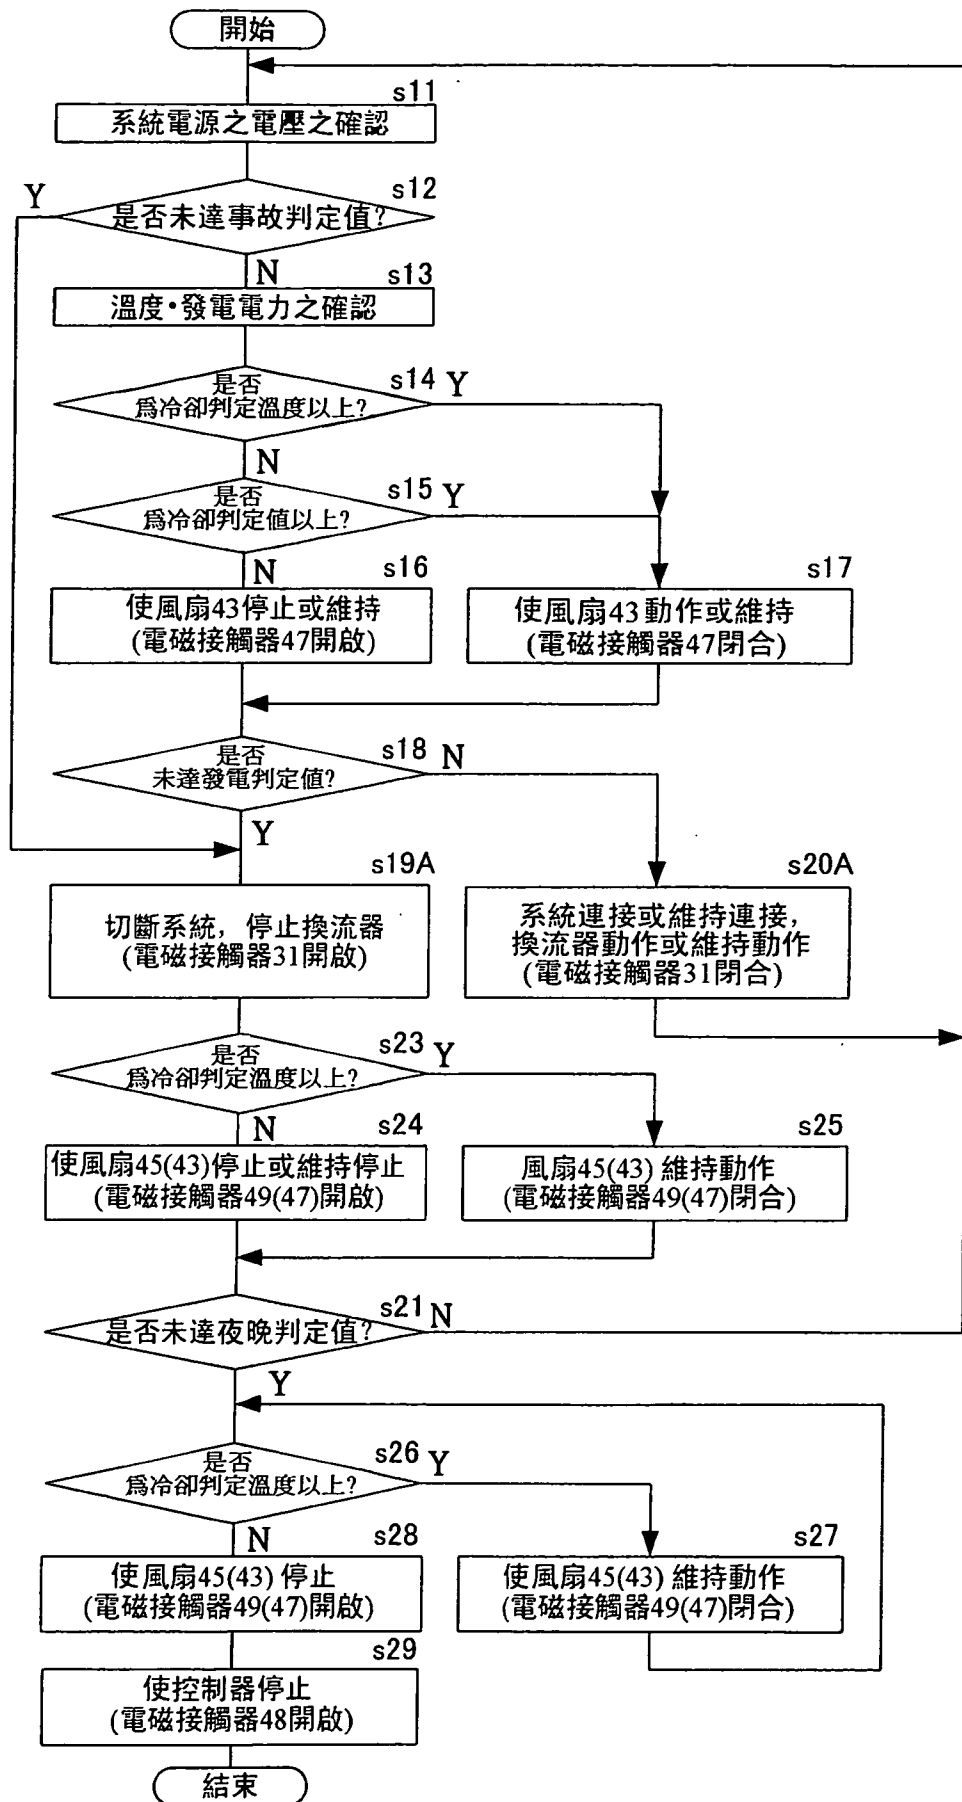 開始
s11
系統電源之電壓之確認
Y
s12
是否未達事故判定值?
N
s13
溫度•發電電力之確認
s14
Y
是否
爲冷卻判定溫度以上?
N
s15
Y
是否
爲冷卻判定值以上?
N
s16
使風扇43停止或維持
(電磁接觸器47開啟)
s17
使風扇43動作或維持
(電磁接觸器47閉合)
s18
N
是否
未達發電判定值?
Y
s19A
切斷系統，停止換流器
(電磁接觸器31開啟)
s20A
系統連接或維持連接，
換流器動作或維持動作
(電磁接觸器31閉合)
s23
Y
是否
爲冷卻判定溫度以上?
N
s24
使風扇45(43)停止或維持停止
(電磁接觸器49(47)開啟)
s25
風扇45(43)維持動作
(電磁接觸器49(47)閉合)
s21
N
是否未達夜晚判定值?
Y
s26
Y
是否
爲冷卻判定溫度以上?
N
s28
使風扇45(43)停止
(電磁接觸器49(47)開啟)
s27
使風扇45(43)維持動作
(電磁接觸器49(47)閉合)
s29
使控制器停止
(電磁接觸器48開啟)
結束